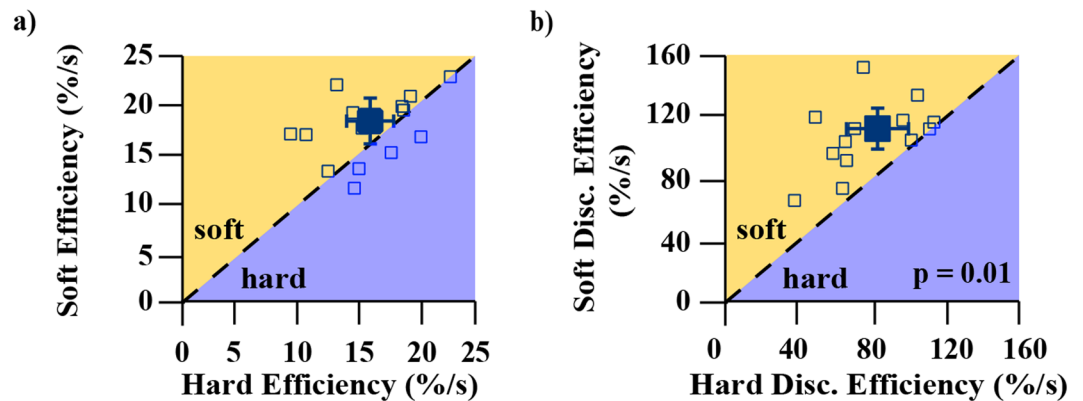 a)
Soft Efficiency (%/s)
25
20
15
10
5
0
soft
hard
0 5 10 15 20 25
Hard Efficiency (%/s)
b)
Soft Disc. Efficiency
(%/s)
160
120
80
40
0
soft
hard
p = 0.01
0 40 80 120 160
Hard Disc. Efficiency (%/s)